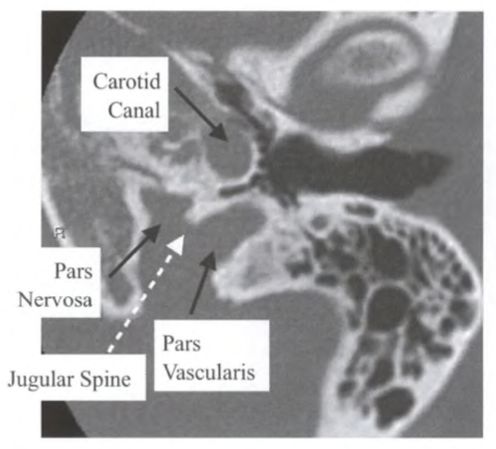 Carotid
Canal
Pars
Nervosa
Jugular Spine
Pars
Vascularis